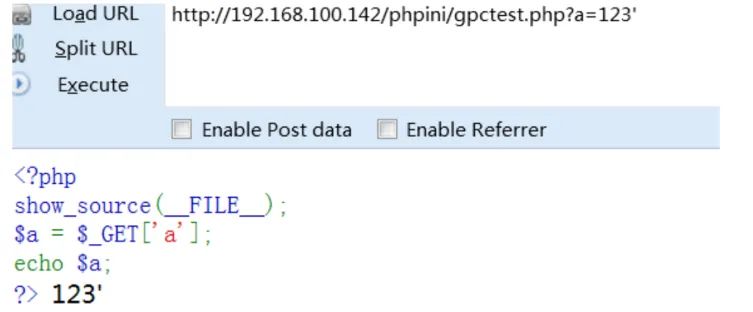 Load URL http://192.168.100.142/phpini/gpctest.php?a=123'
Split URL
Execute
Enable Post data Enable Referrer
<?php
show_source(__FILE__);
$a = $_GET['a'];
echo $a;
?> 123'